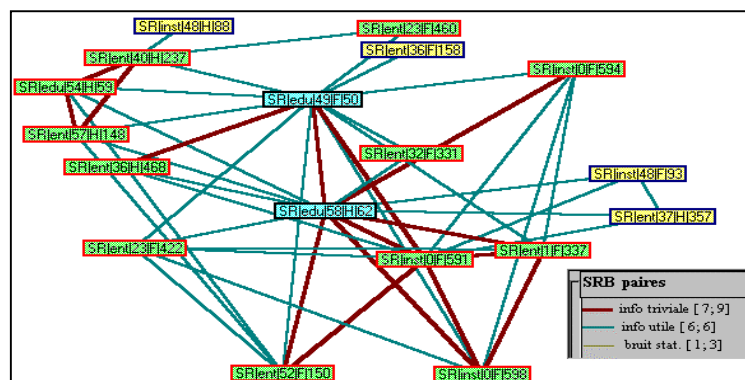 SR|inst|48|H|88
SR|ent|23|F|460
SR|ent|36|F|158
SR|ent|40|H|237
SR|inst|0|F|594
SR|edu|54|H|59
SR|edu|49|F|50
SR|ent|57|H|148
SR|ent|32|F|331
SR|ent|36|H|468
SR|inst|48|F|93
SR|edu|58|H|62
SR|ent|37|H|357
SR|ent|23|F|422
SR|ent|1|F|337
SR|inst|0|F|591
SRB paires
info triviale [ 7; 9]
info utile [ 6; 6]
bruit stat. [ 1; 3]
SR|ent|52|F|150
SR|inst|0|F|598